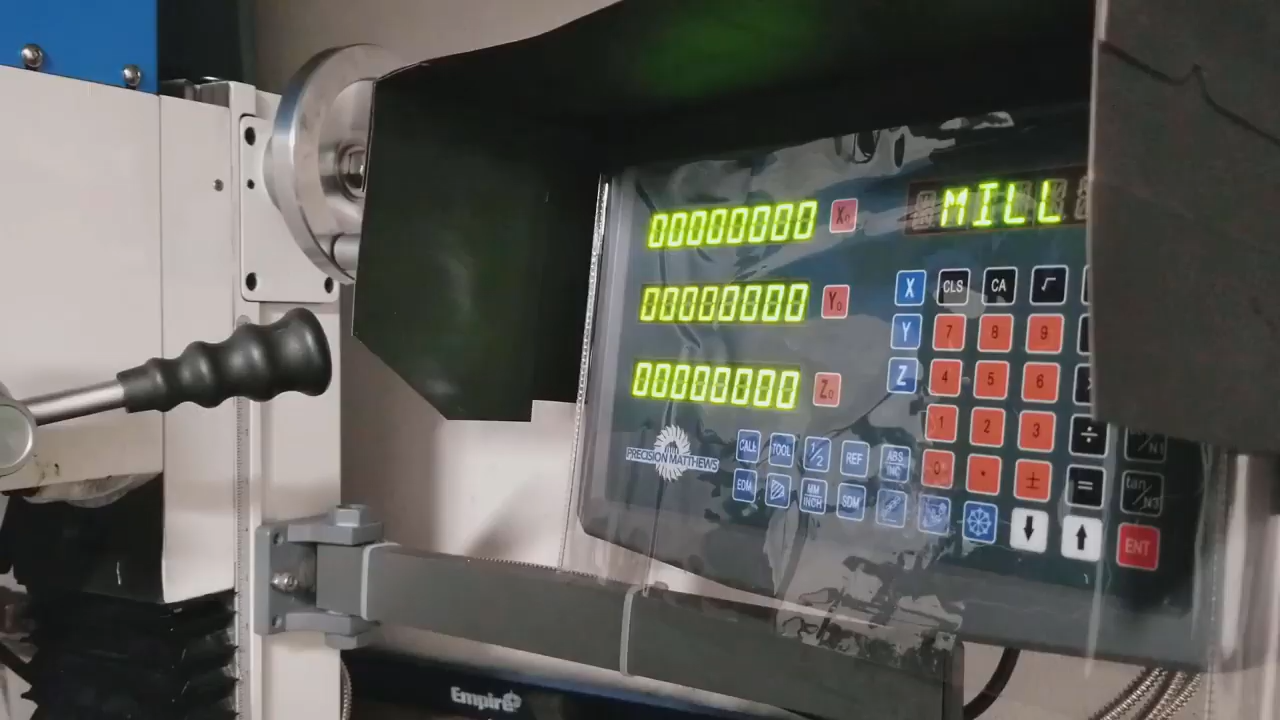 00000000 X₀ MILL
00000000 Y₀
00000000 Z₀
X CLS CA √
Y 7 8 9
Z 4 5 6
1 2 3 ÷
0 • ± =
PRECISION MATTHEWS
CALL TOOL 1/2 REF ABS/INC
EDM MM/INCH SDM
ENT
Empire